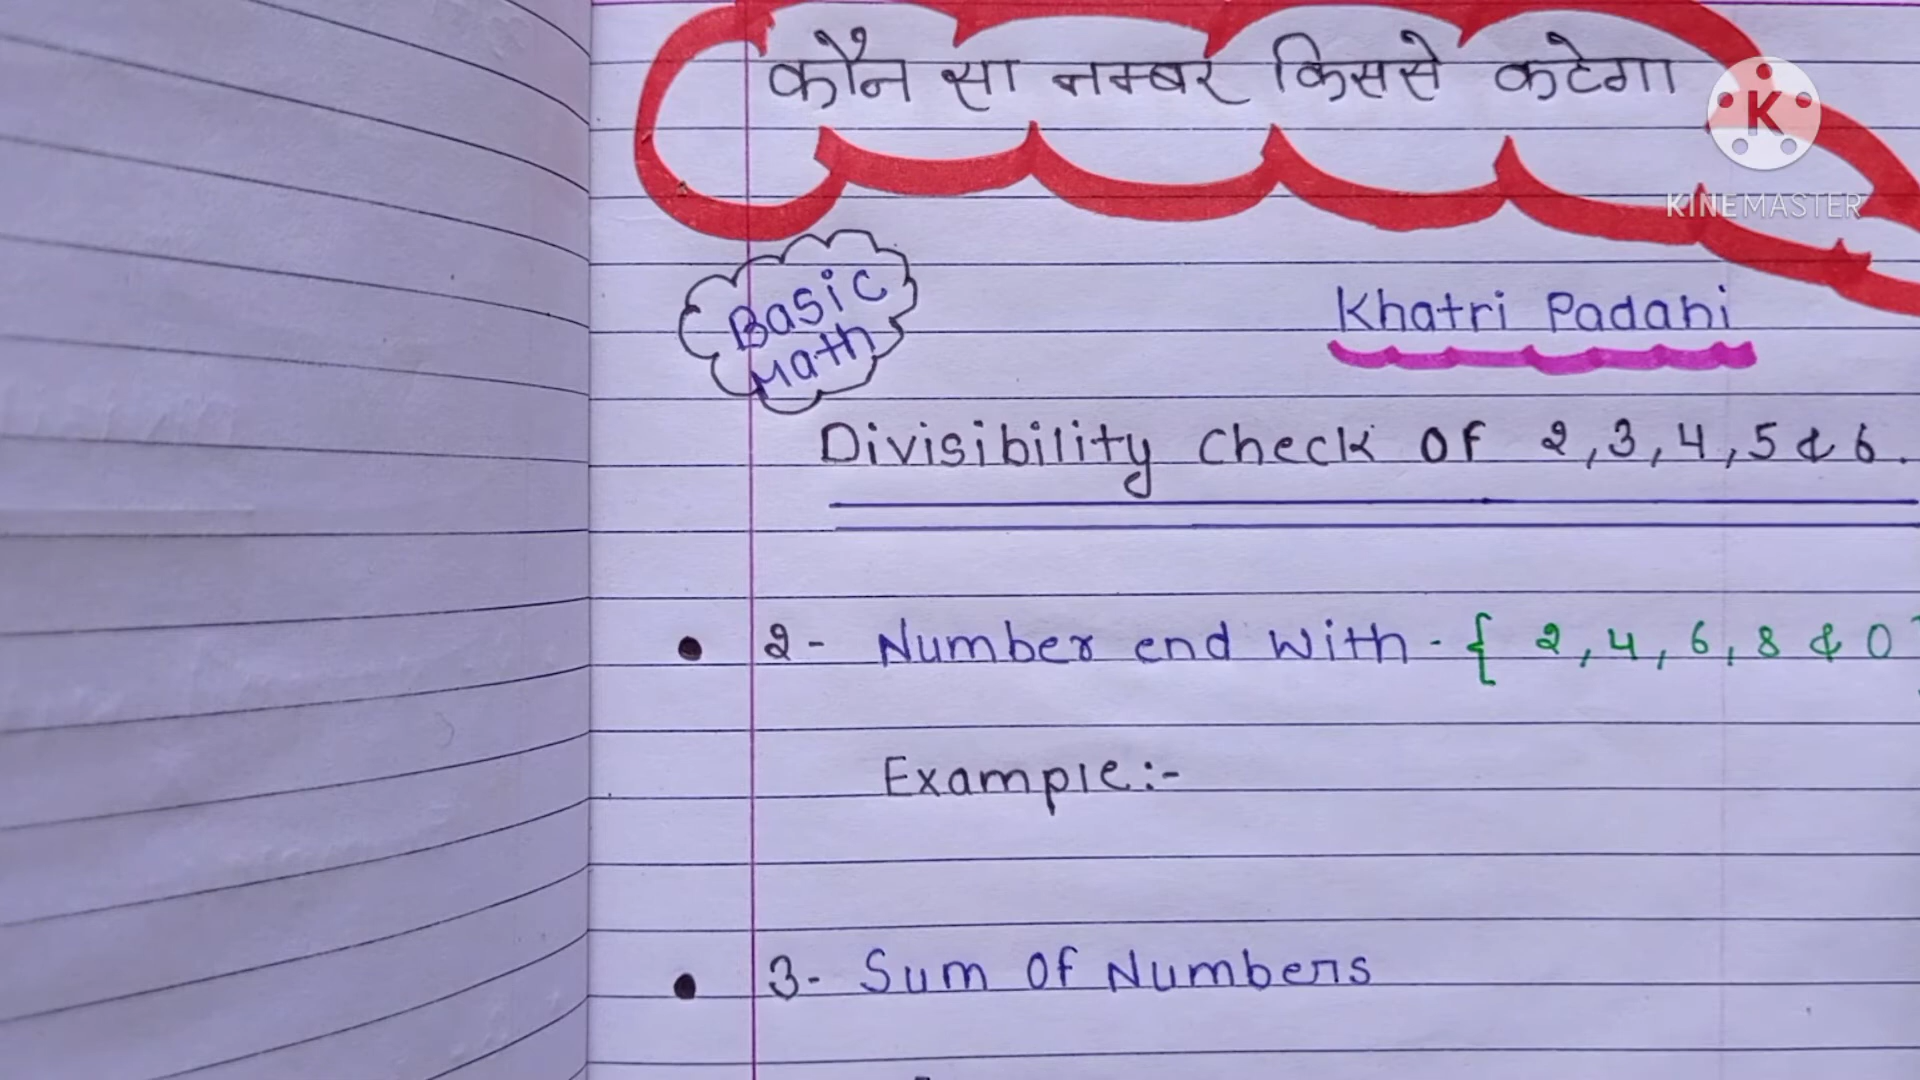 कौन सा नम्बर किससे कटेगा
K
KINEMASTER
Basic
Math
Khatri Padahi
Divisibility check of 2,3,4,5 & 6.
• 2- Number end with - { 2,4,6,8 & 0
Example:-
• 3- Sum of Numbers